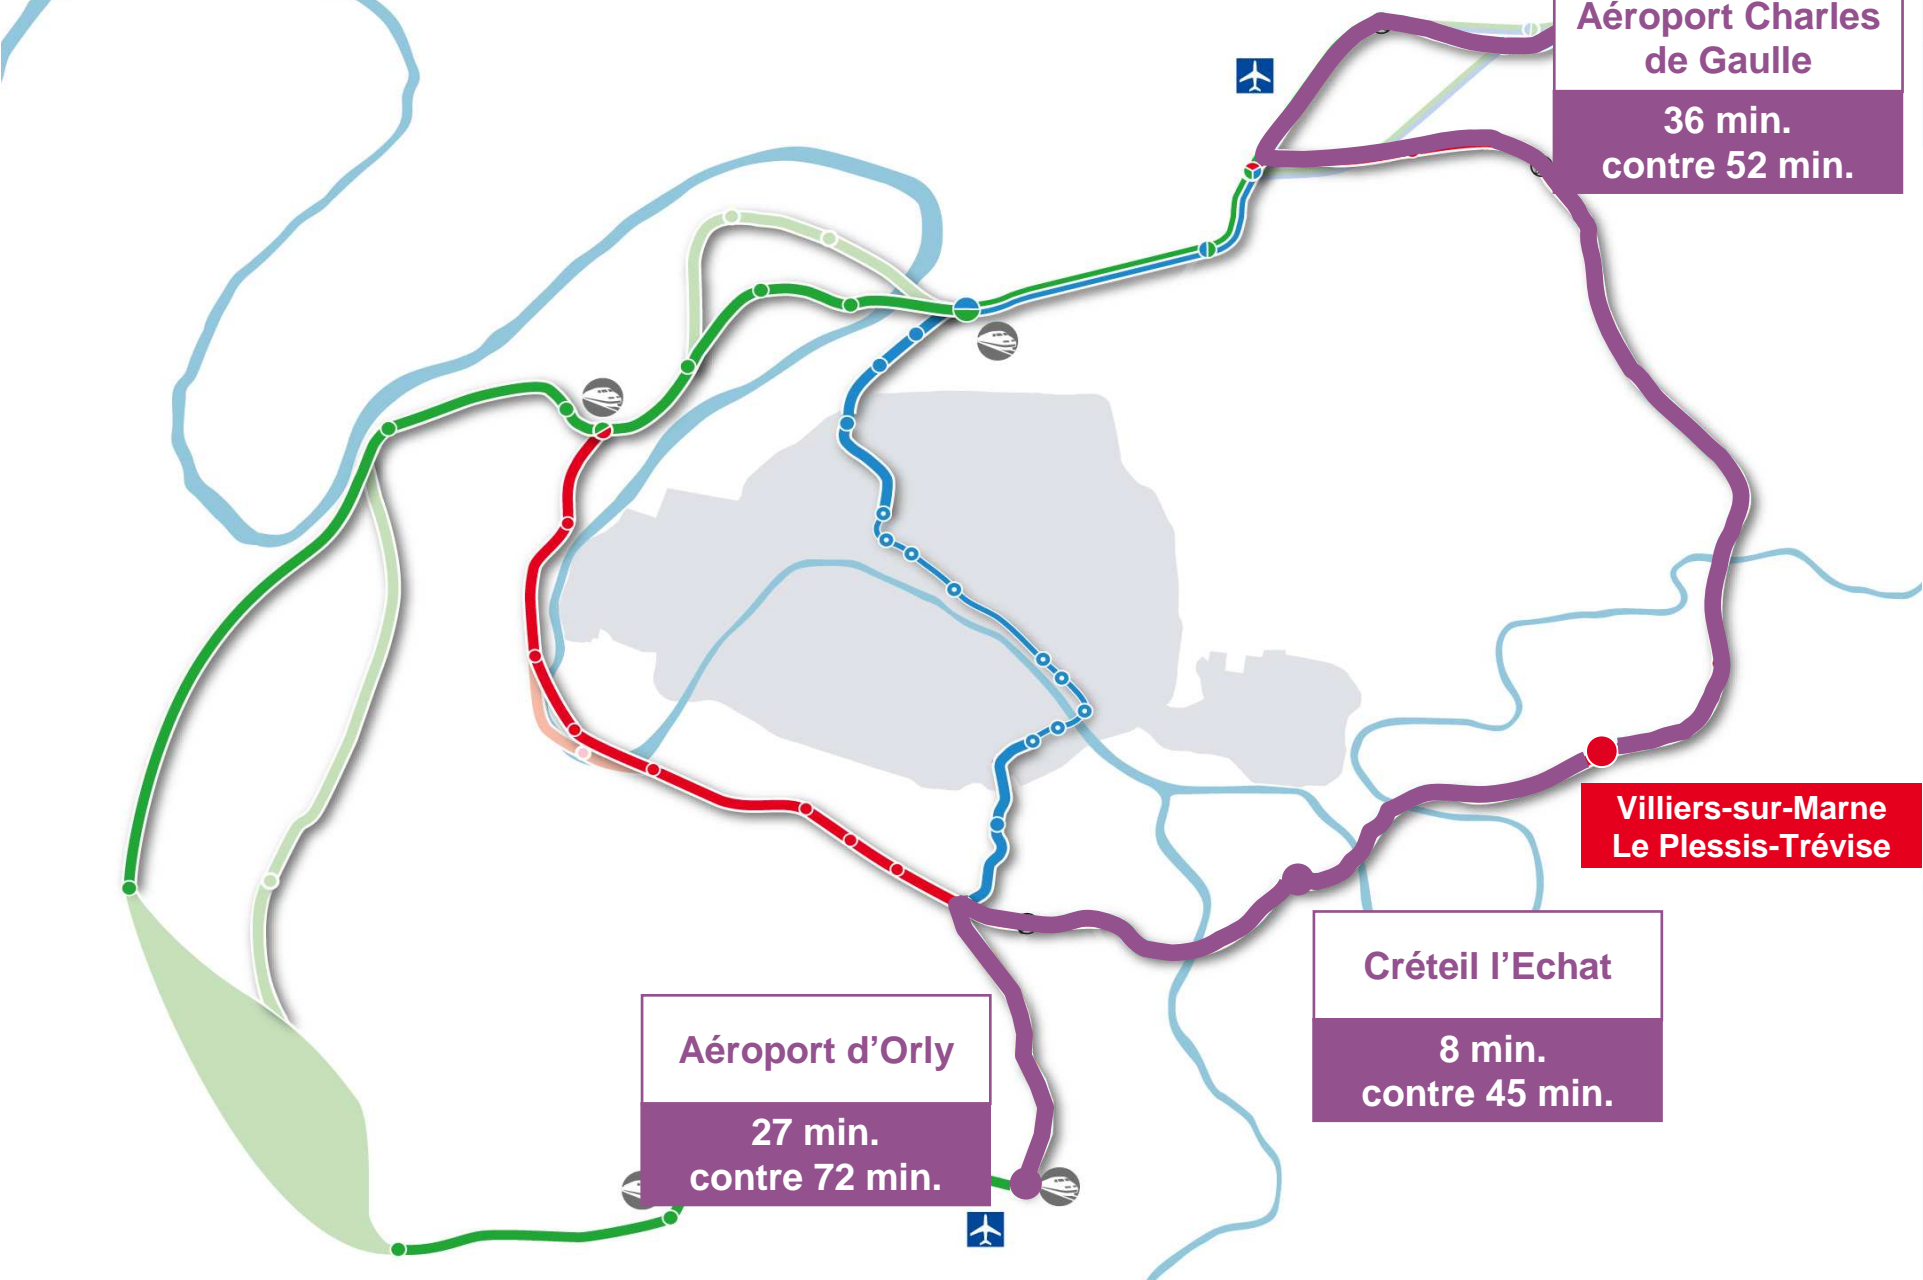 Aéroport Charles
de Gaulle
36 min.
contre 52 min.
Villiers-sur-Marne
Le Plessis-Trévise
Créteil l’Echat
8 min.
contre 45 min.
Aéroport d’Orly
27 min.
contre 72 min.